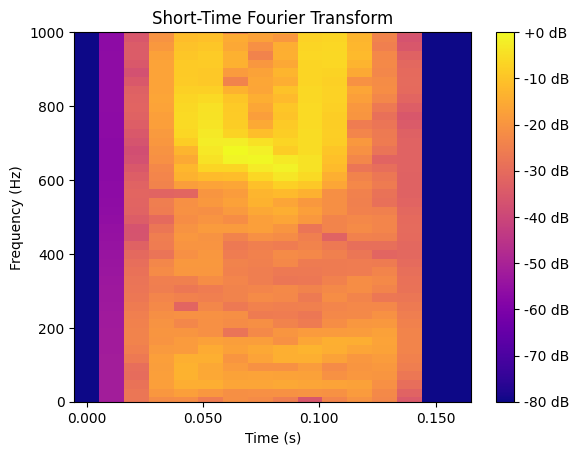 Short-Time Fourier Transform
1000
800
600
400
200
0
Frequency (Hz)
0.000
0.050
0.100
0.150
Time (s)
+0 dB
-10 dB
-20 dB
-30 dB
-40 dB
-50 dB
-60 dB
-70 dB
-80 dB